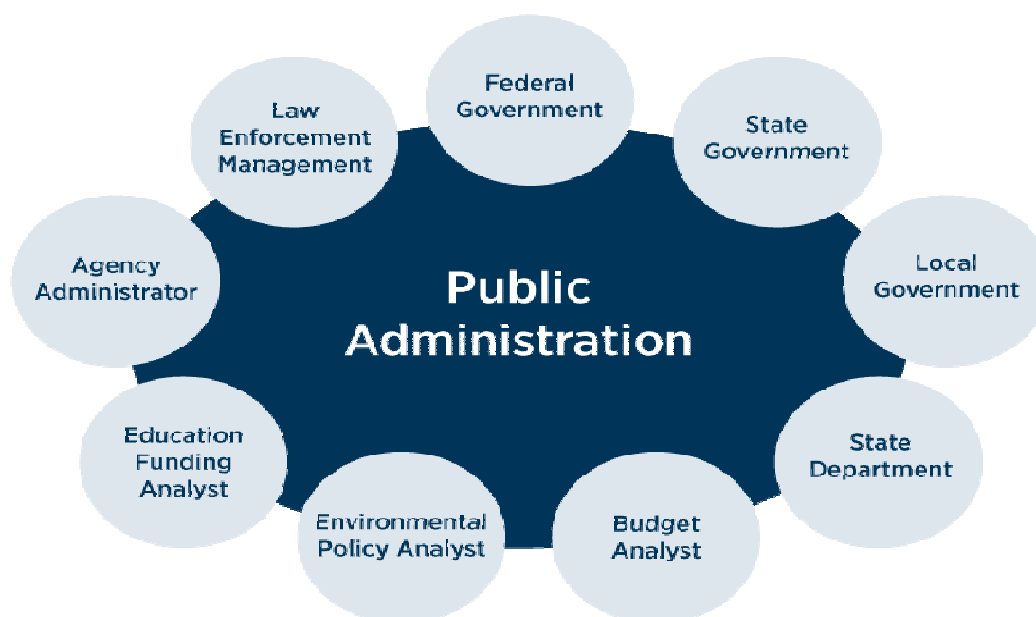 Federal
Government
Law
Enforcement
Management
State
Government
Agency
Administrator
Public
Administration
Local
Government
Education
Funding
Analyst
State
Department
Environmental
Policy Analyst
Budget
Analyst